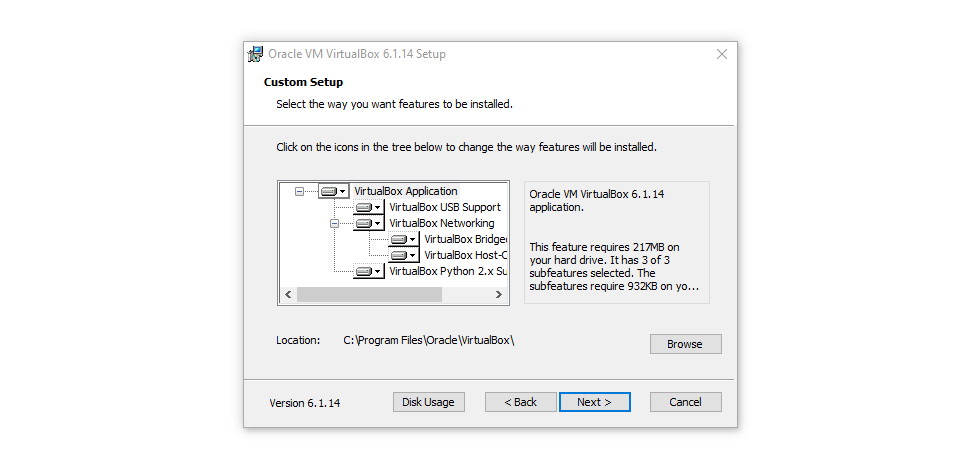 Oracle VM VirtualBox 6.1.14 Setup
Custom Setup
Select the way you want features to be installed.
Click on the icons in the tree below to change the way features will be installed.
VirtualBox Application
VirtualBox USB Support
VirtualBox Networking
VirtualBox Bridge
VirtualBox Host-C
VirtualBox Python 2.x Su
Oracle VM VirtualBox 6.1.14
application.
This feature requires 217MB on
your hard drive. It has 3 of 3
subfeatures selected. The
subfeatures require 932KB on yo...
Location: C:\Program Files\Oracle\VirtualBox\
Browse
Version 6.1.14
Disk Usage
< Back
Next >
Cancel